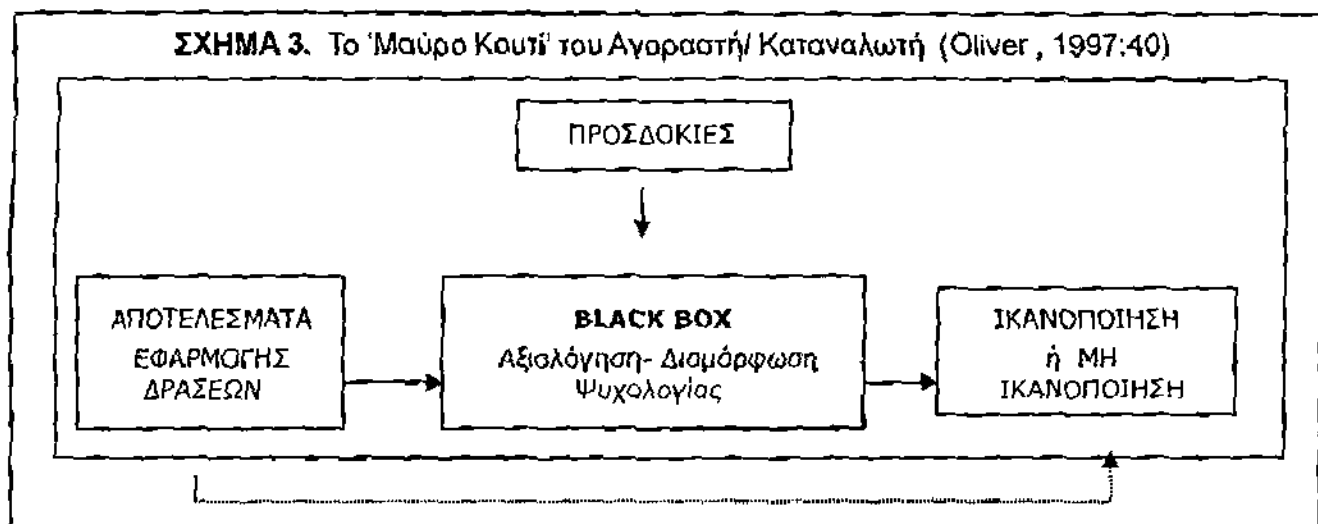 ΣΧΗΜΑ 3. Το 'Μαύρο Κουτί' του Αγοραστή/ Καταναλωτή (Oliver , 1997:40)
ΠΡΟΣΔΟΚΙΕΣ
ΑΠΟΤΕΛΕΣΜΑΤΑ
ΕΦΑΡΜΟΓΗΣ
ΔΡΑΣΕΩΝ
BLACK BOX
Αξιολόγηση- Διαμόρφωση
Ψυχολογίας
ΙΚΑΝΟΠΟΙΗΣΗ
ή ΜΗ
ΙΚΑΝΟΠΟΙΗΣΗ